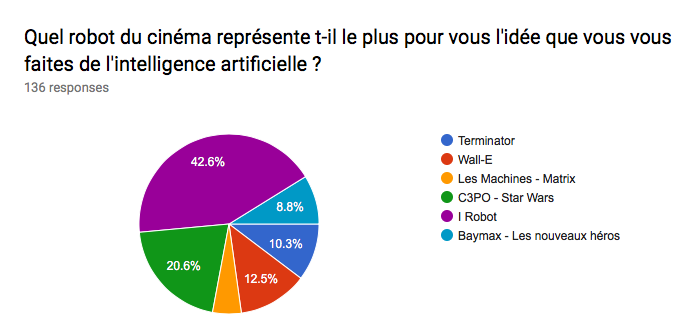 Quel robot du cinéma représente t-il le plus pour vous l'idée que vous vous
faites de l'intelligence artificielle ?
136 responses
42.6%
8.8%
10.3%
12.5%
20.6%
Terminator
Wall-E
Les Machines - Matrix
C3PO - Star Wars
I Robot
Baymax - Les nouveaux héros